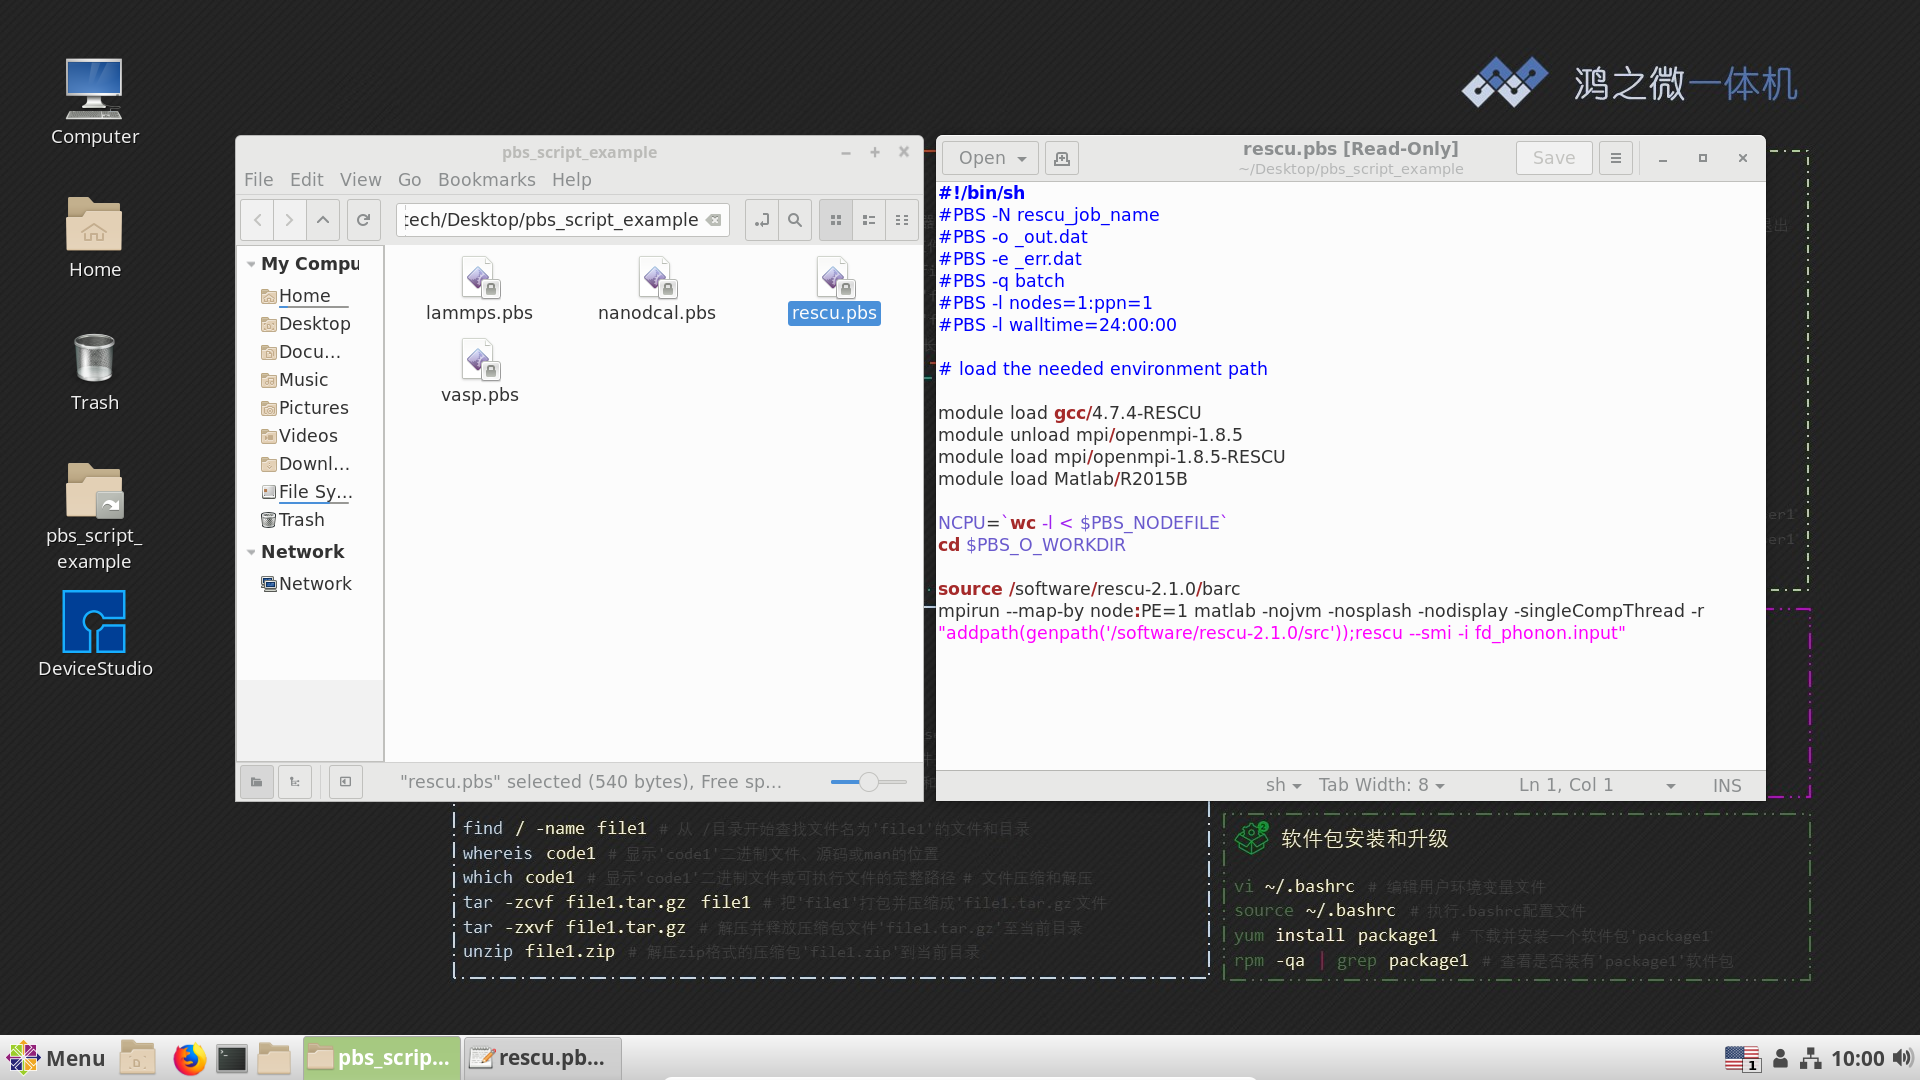 鸿之微一体机
Computer
Home
Trash
pbs_script_
example
DeviceStudio
pbs_script_example
File Edit View Go Bookmarks Help
tech/Desktop/pbs_script_example
My Compu
Home
Desktop
Docu...
Music
Pictures
Videos
Downl...
File Sy...
Trash
Network
Network
lammps.pbs
nanodcal.pbs
rescu.pbs
vasp.pbs
"rescu.pbs" selected (540 bytes), Free sp...
Open
rescu.pbs [Read-Only]
~/Desktop/pbs_script_example
Save
#!/bin/sh
#PBS -N rescu_job_name
#PBS -o _out.dat
#PBS -e _err.dat
#PBS -q batch
#PBS -l nodes=1:ppn=1
#PBS -l walltime=24:00:00
# load the needed environment path
module load gcc/4.7.4-RESCU
module unload mpi/openmpi-1.8.5
module load mpi/openmpi-1.8.5-RESCU
module load Matlab/R2015B
NCPU=`wc -l < $PBS_NODEFILE`
cd $PBS_O_WORKDIR
source /software/rescu-2.1.0/barc
mpirun --map-by node:PE=1 matlab -nojvm -nosplash -nodisplay -singleCompThread -r
"addpath(genpath('/software/rescu-2.1.0/src'));rescu --smi -i fd_phonon.input"
sh Tab Width: 8 Ln 1, Col 1 INS
find / -name file1 # 从 /目录开始查找文件名为'file1'的文件和目录
whereis code1 # 显示'code1'二进制文件、源码或man的位置
which code1 # 显示'code1'二进制文件或可执行文件的完整路径 # 文件压缩和解压
tar -zcvf file1.tar.gz file1 # 把'file1'打包并压缩成'file1.tar.gz'文件
tar -zxvf file1.tar.gz # 解压并释放压缩包文件'file1.tar.gz'至当前目录
unzip file1.zip # 解压zip格式的压缩包'file1.zip'到当前目录
软件包安装和升级
vi ~/.bashrc # 编辑用户环境变量文件
source ~/.bashrc # 执行.bashrc配置文件
yum install package1 # 下载并安装一个软件包'package1
rpm -qa | grep package1 # 查看是否装有'package1'软件包
Menu
pbs_scrip...
rescu.pb...
1
10:00